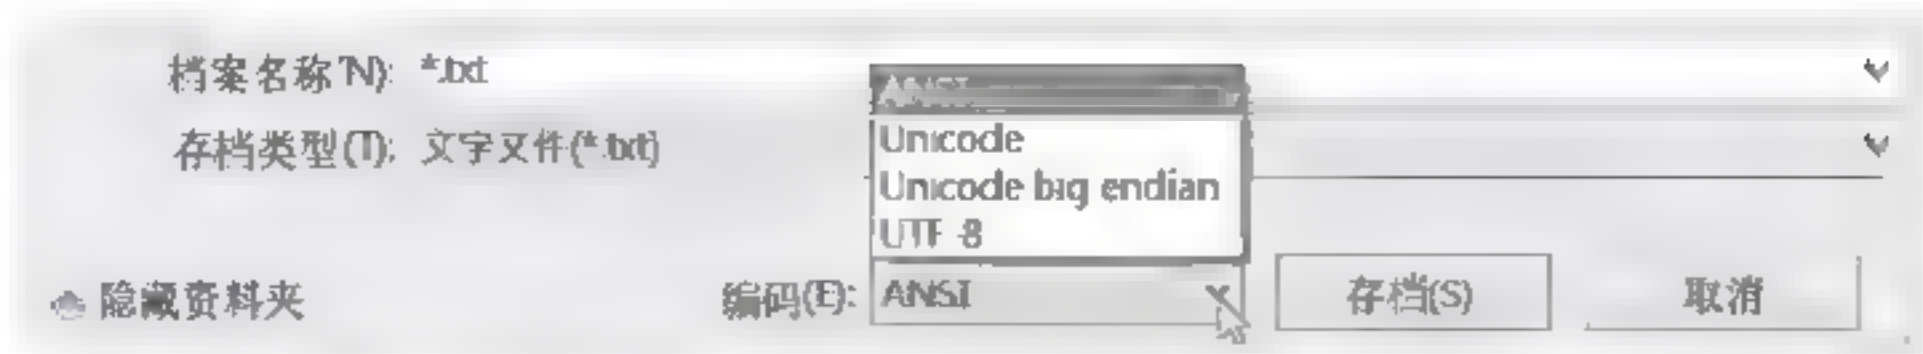 档案名称(N): *.txt
ANSI
存档类型(T): 文字文件(*.txt)
Unicode
Unicode big endian
UTF-8
隐藏资料夹
编码(E): ANSI
存档(S)
取消